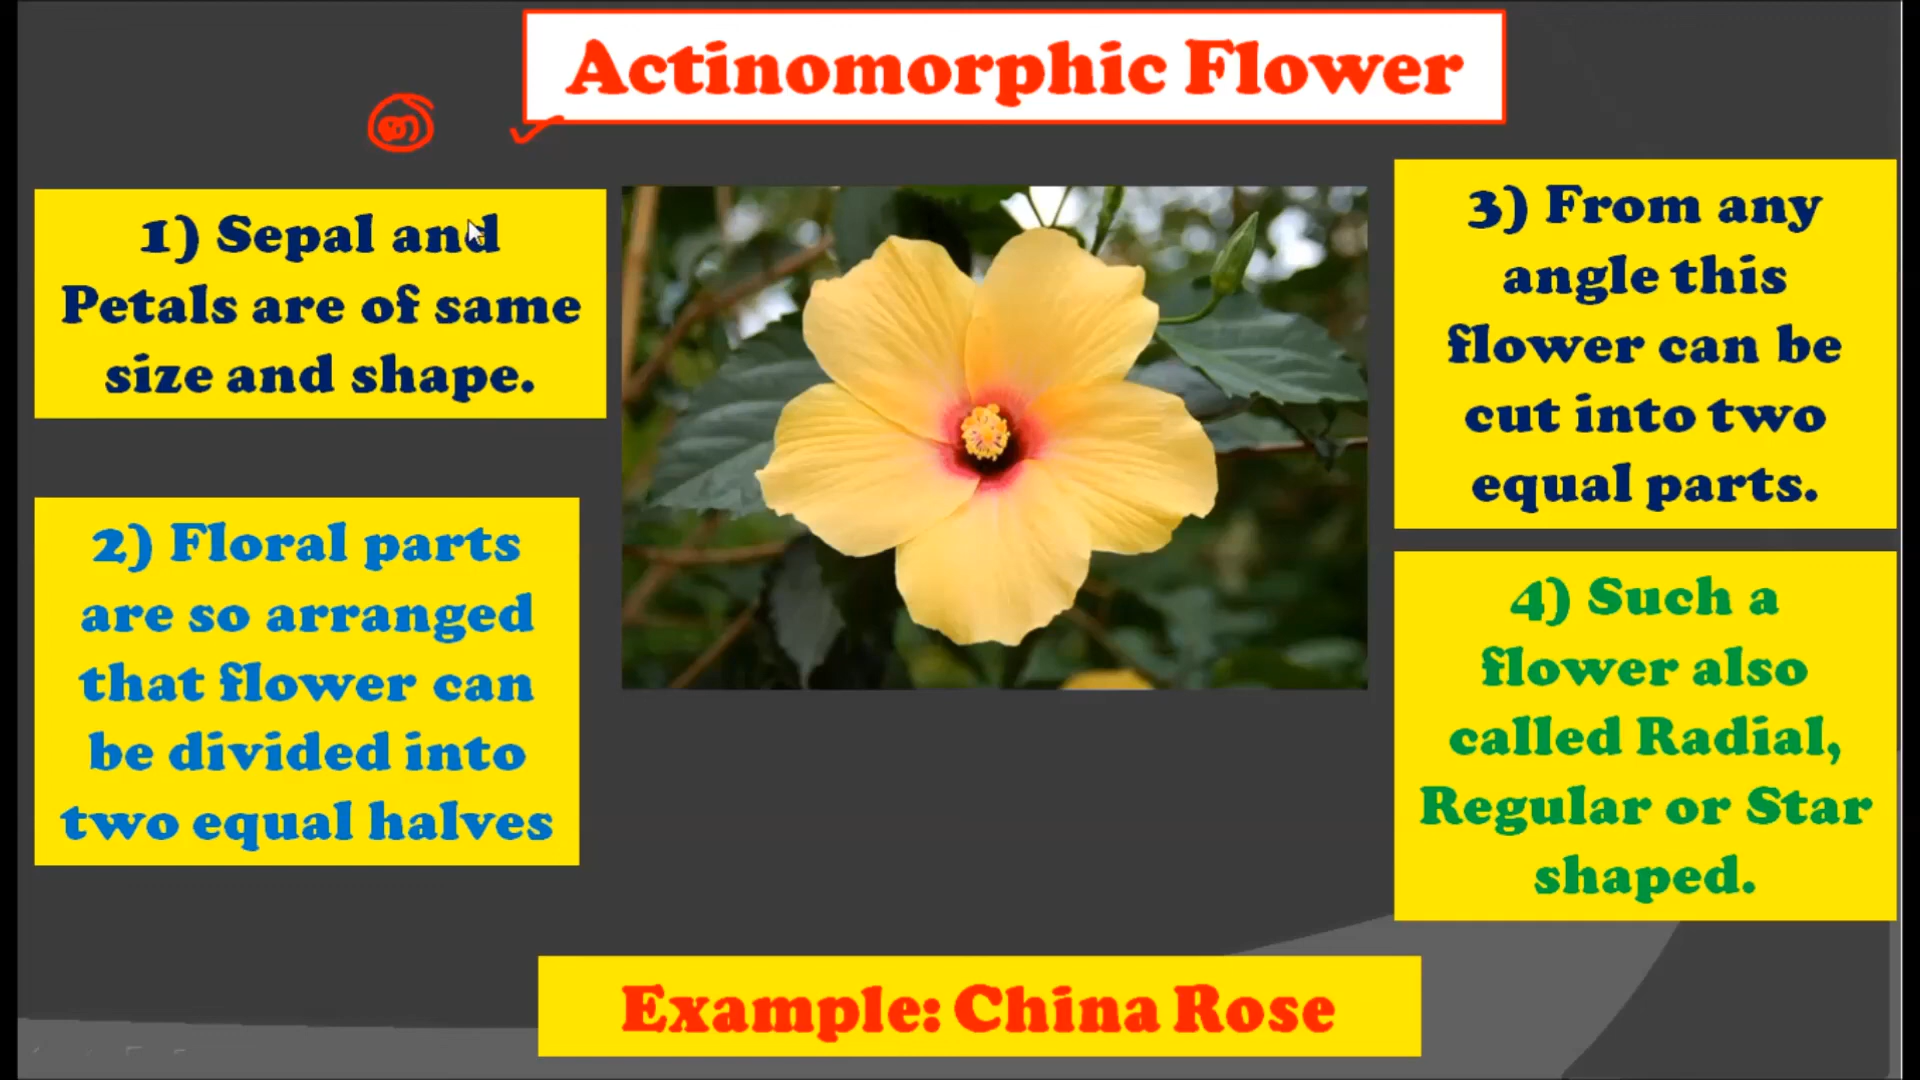 Actinomorphic Flower
1) Sepal and
Petals are of same
size and shape.
2) Floral parts
are so arranged
that flower can
be divided into
two equal halves
3) From any
angle this
flower can be
cut into two
equal parts.
4) Such a
flower also
called Radial,
Regular or Star
shaped.
Example: China Rose